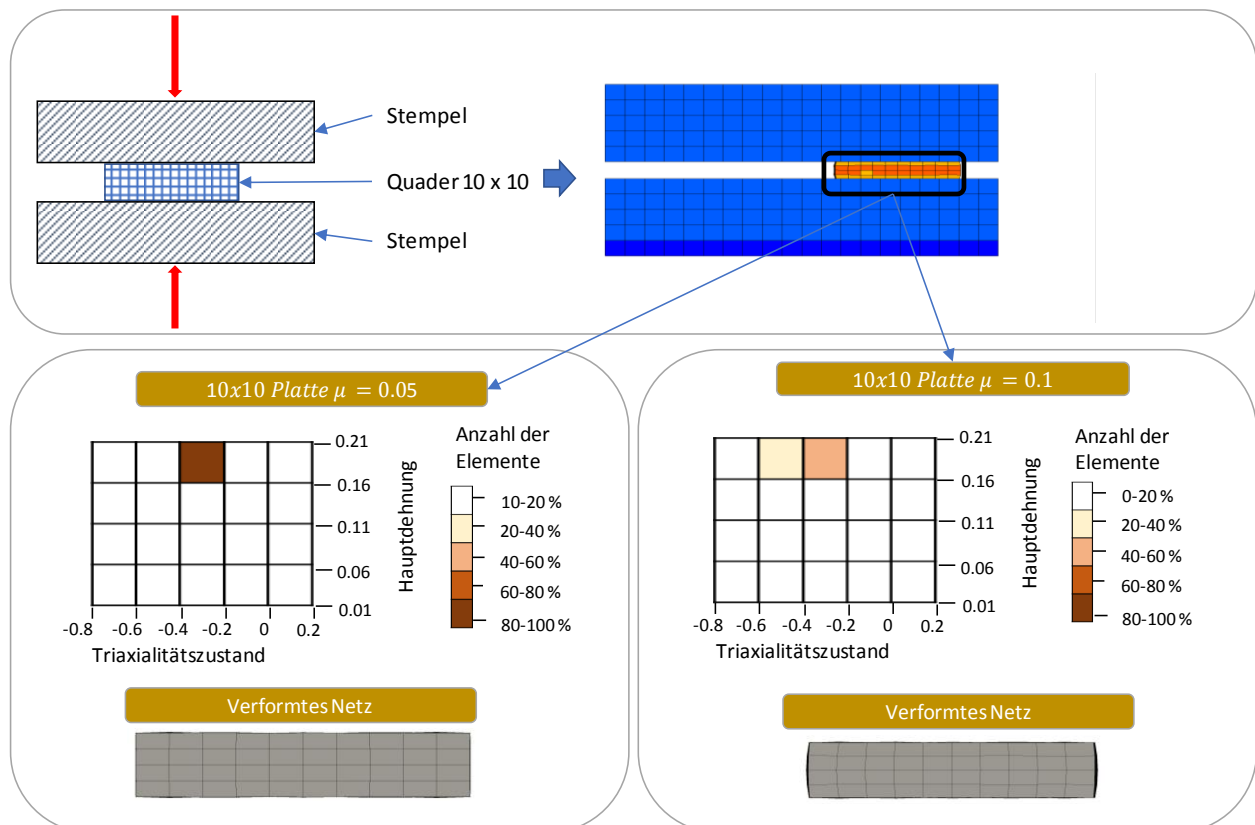 Stempel
Quader 10 x 10
Stempel
10x10 Platte μ = 0.05
Anzahl der
Elemente
0.21
0.16
0.11
0.06
0.01
Hauptdehnung
10-20 %
20-40 %
40-60 %
60-80 %
80-100 %
-0.8 -0.6 -0.4 -0.2 0 0.2
Triaxialitätszustand
Verformtes Netz
10x10 Platte μ = 0.1
Anzahl der
Elemente
0.21
0.16
0.11
0.06
0.01
Hauptdehnung
0-20 %
20-40 %
40-60 %
60-80 %
80-100 %
-0.8 -0.6 -0.4 -0.2 0 0.2
Triaxialitätszustand
Verformtes Netz